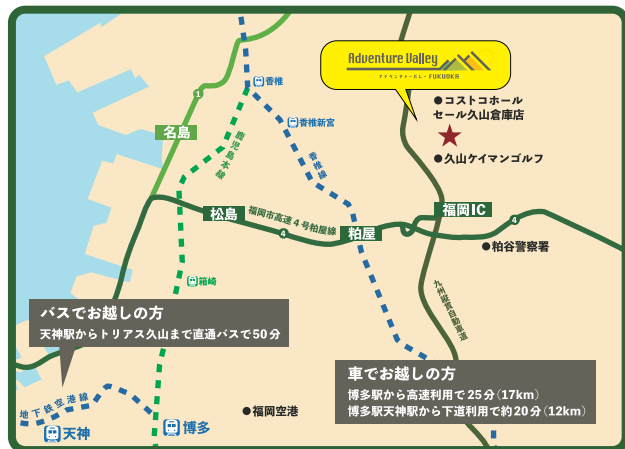 Adventure Valley
アドベンチャーバレー FUKUOKA
●コストコホール
セール久山倉庫店
●久山ケイマンゴルフ
香椎
香椎新宮
1
名島
鹿児島本線
香椎線
松島
福岡市高速4号粕屋線
4
粕屋
福岡IC
4
●粕谷警察署
箱崎
九州縦貫自動車道
バスでお越しの方
天神駅からトリアス久山まで直通バスで50分
車でお越しの方
博多駅から高速利用で25分(17km)
博多駅天神駅から下道利用で約20分(12km)
地下鉄空港線
天神
博多
●福岡空港